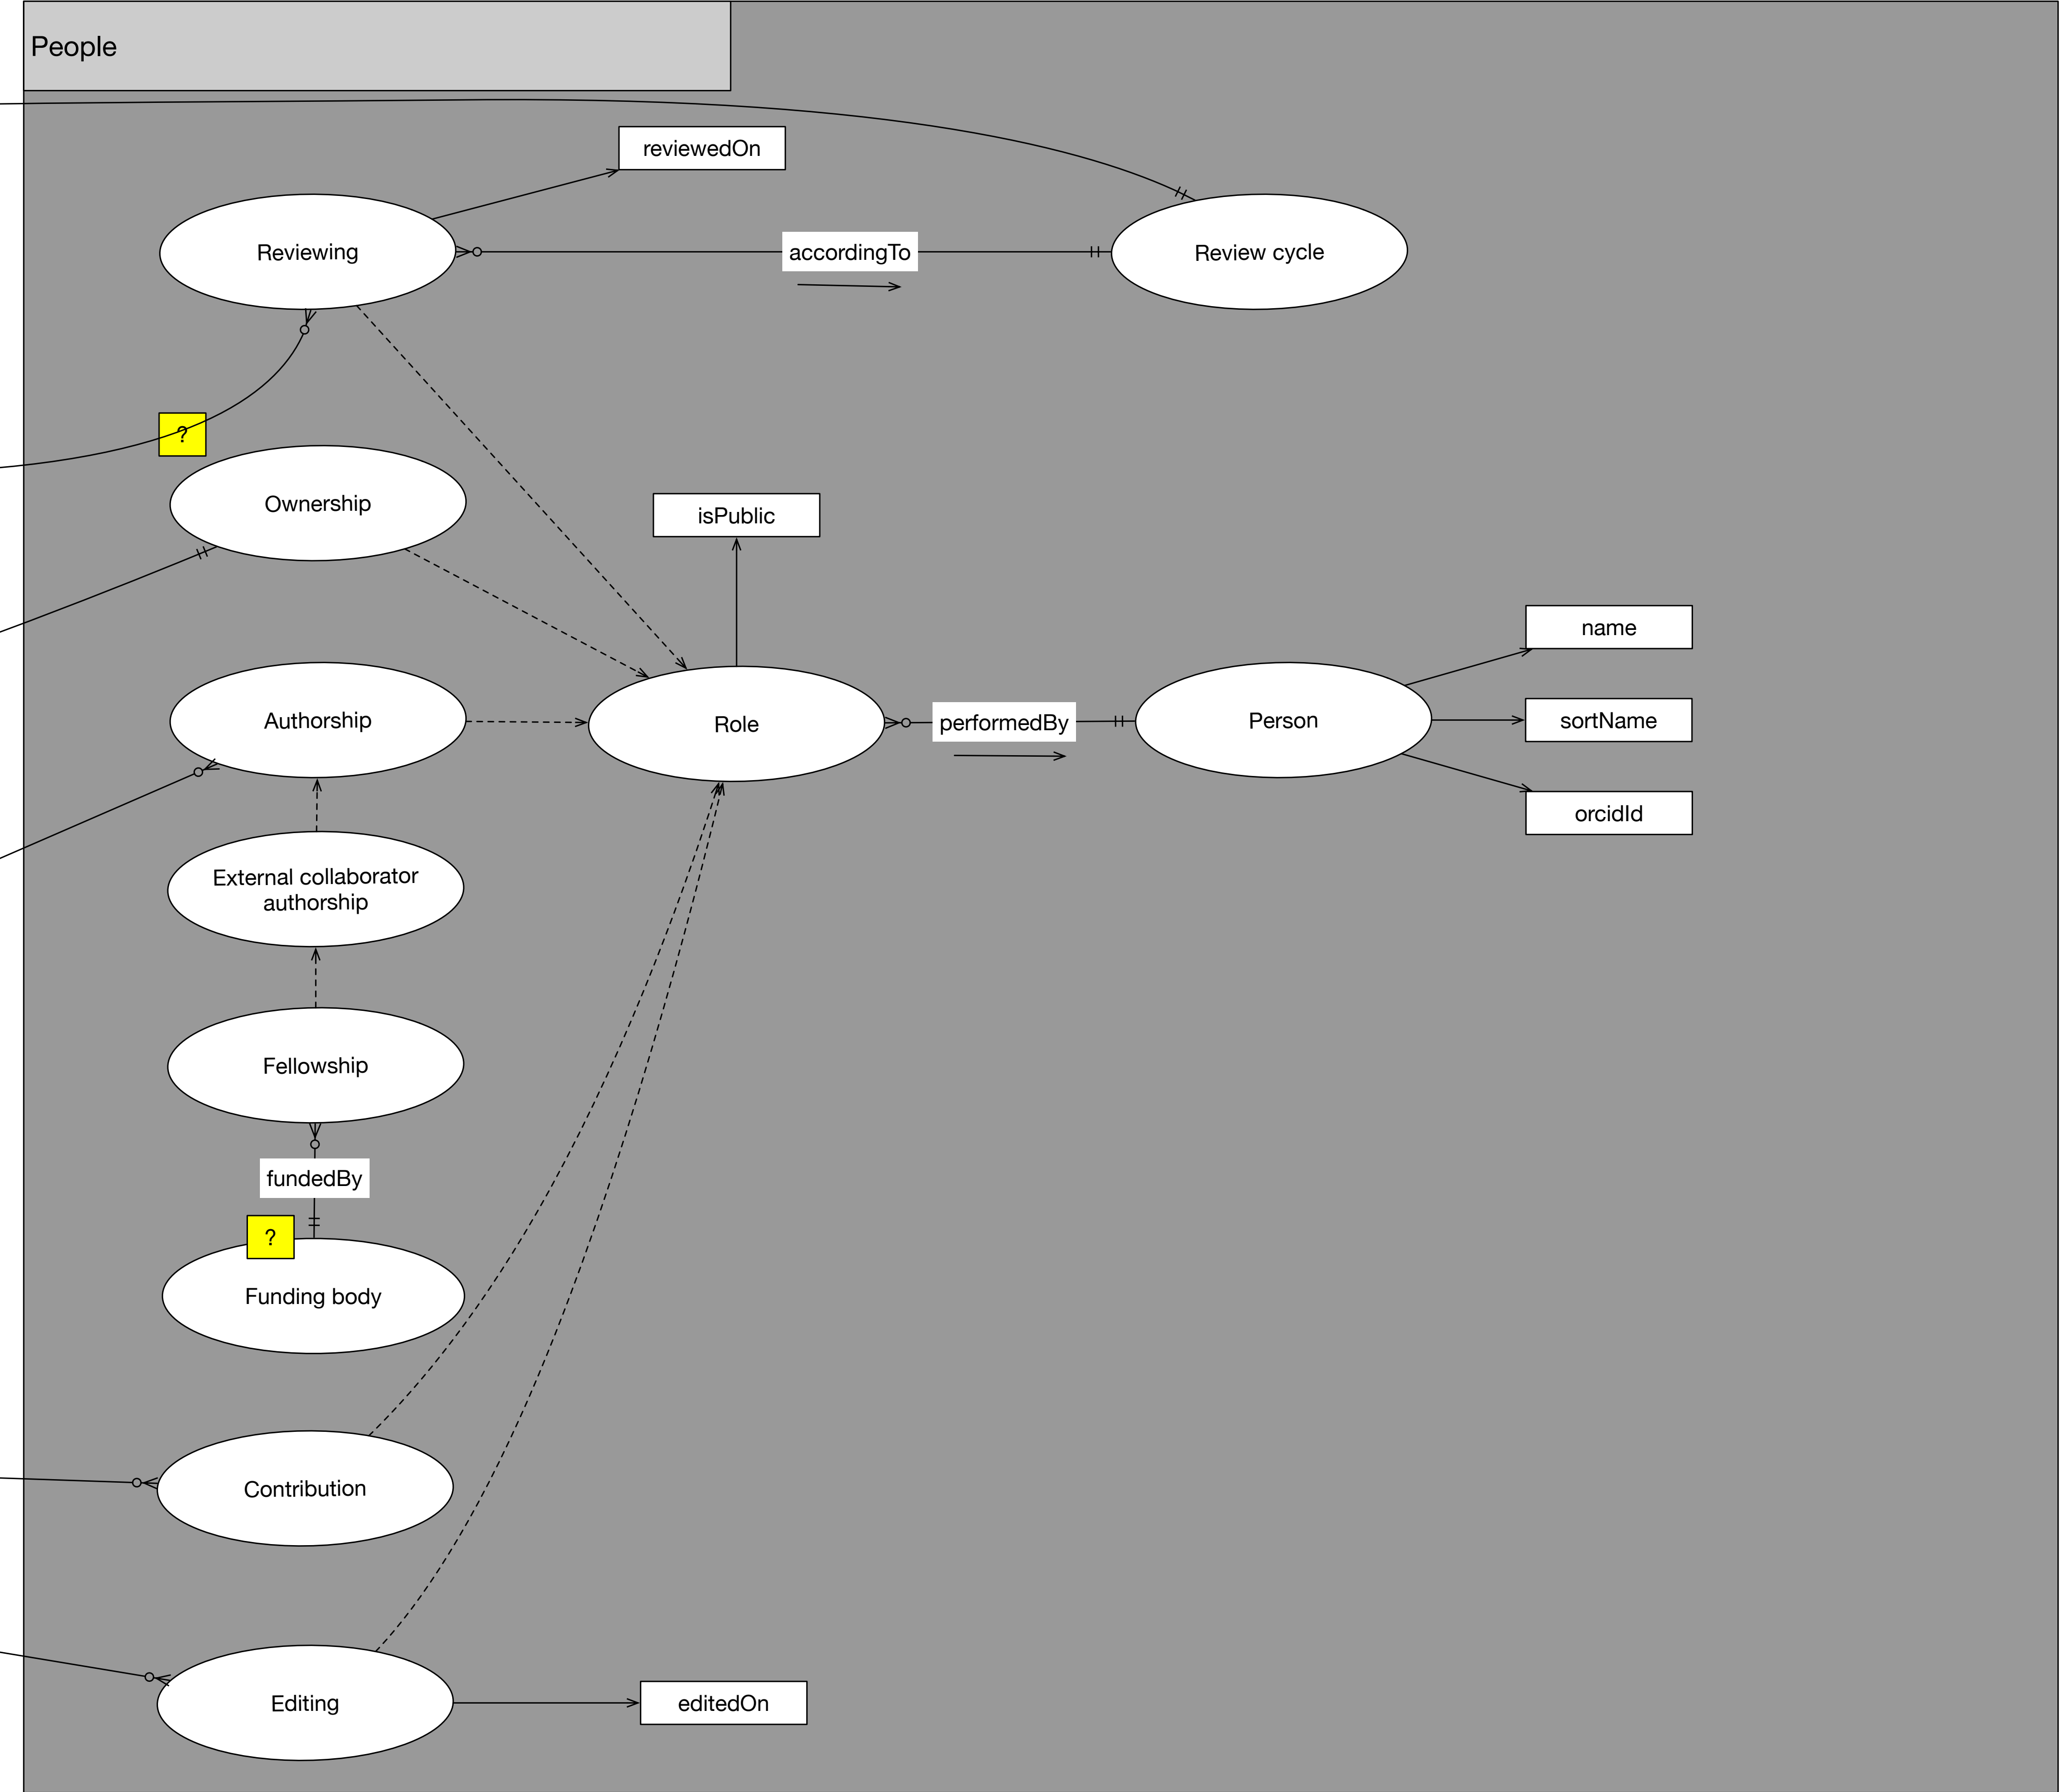 People
reviewedOn
Reviewing
accordingTo
Review cycle
?
Ownership
isPublic
name
Authorship
Role
performedBy
Person
sortName
orcidId
External collaborator
authorship
Fellowship
fundedBy
?
Funding body
Contribution
Editing
editedOn